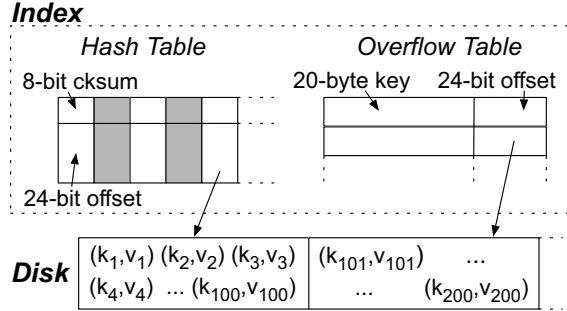 Index
Hash Table
Overflow Table
8-bit cksum
20-byte key 24-bit offset
24-bit offset
Disk
(k₁,v₁) (k₂,v₂) (k₃,v₃)
(k₄,v₄) ... (k₁₀₀,v₁₀₀)
(k₁₀₁,v₁₀₁) ...
... (k₂₀₀,v₂₀₀)